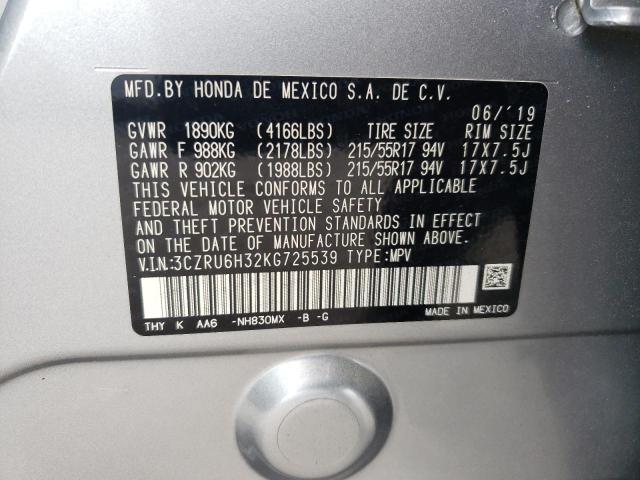 MFD.BY HONDA DE MEXICO S.A. DE C.V.
06/'19
GVWR 1890KG (4166LBS) TIRE SIZE RIM SIZE
GAWR F 988KG (2178LBS) 215/55R17 94V 17X7.5J
GAWR R 902KG (1988LBS) 215/55R17 94V 17X7.5J
THIS VEHICLE CONFORMS TO ALL APPLICABLE
FEDERAL MOTOR VEHICLE SAFETY
AND THEFT PREVENTION STANDARDS IN EFFECT
ON THE DATE OF MANUFACTURE SHOWN ABOVE.
V.I.N.:3CZRU6H32KG725539 TYPE:MPV
THY K AA6 -NH830MX -B -G
MADE IN MEXICO